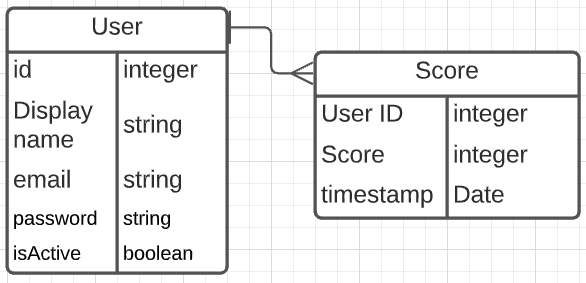 User
id integer
Display
name string
email string
password string
isActive boolean
Score
User ID integer
Score integer
timestamp Date